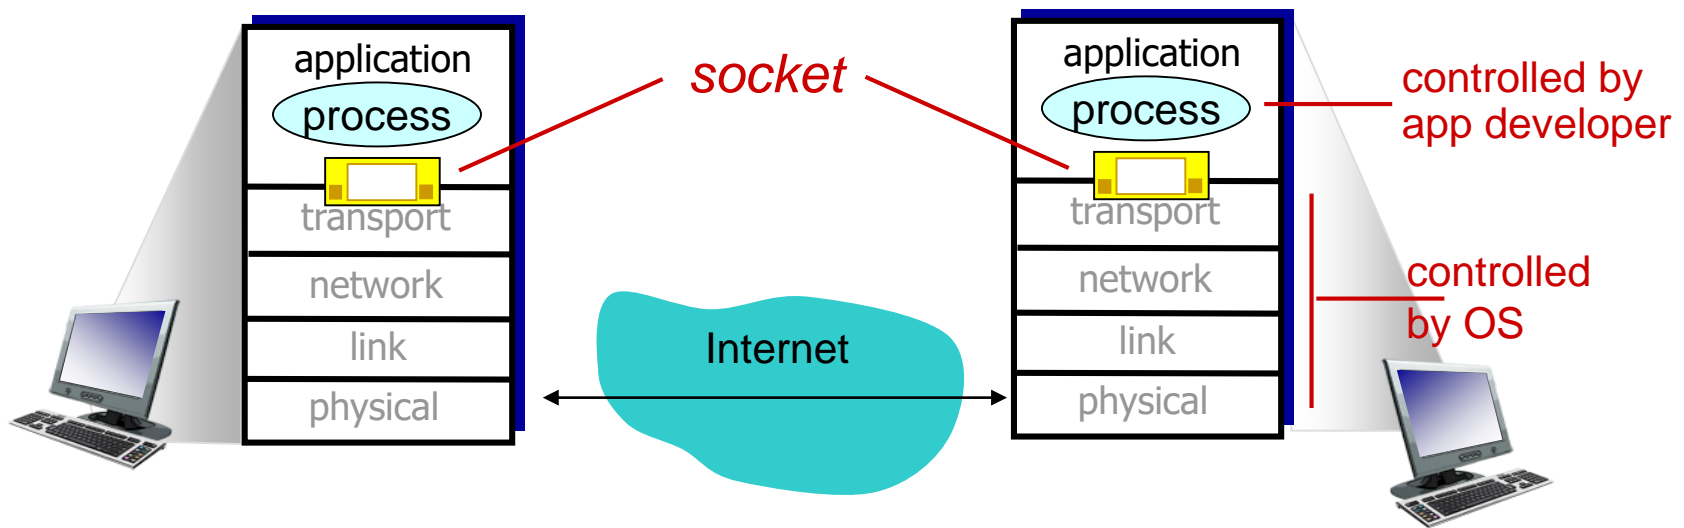 application
process
transport
network
link
physical
socket
Internet
application
process
transport
network
link
physical
controlled by
app developer
controlled
by OS